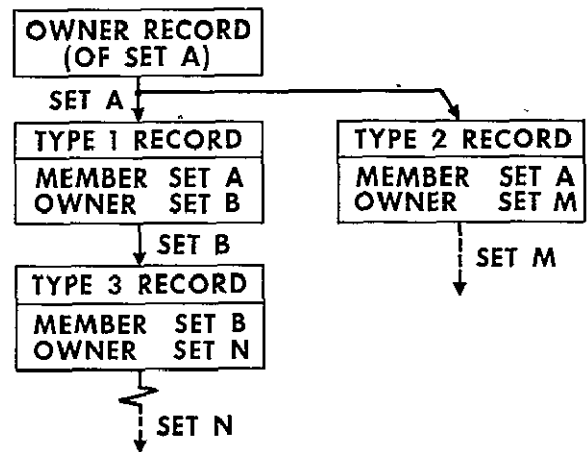 OWNER RECORD
(OF SET A)
SET A
TYPE 1 RECORD
MEMBER SET A
OWNER SET B
TYPE 2 RECORD
MEMBER SET A
OWNER SET M
SET B
SET M
TYPE 3 RECORD
MEMBER SET B
OWNER SET N
SET N